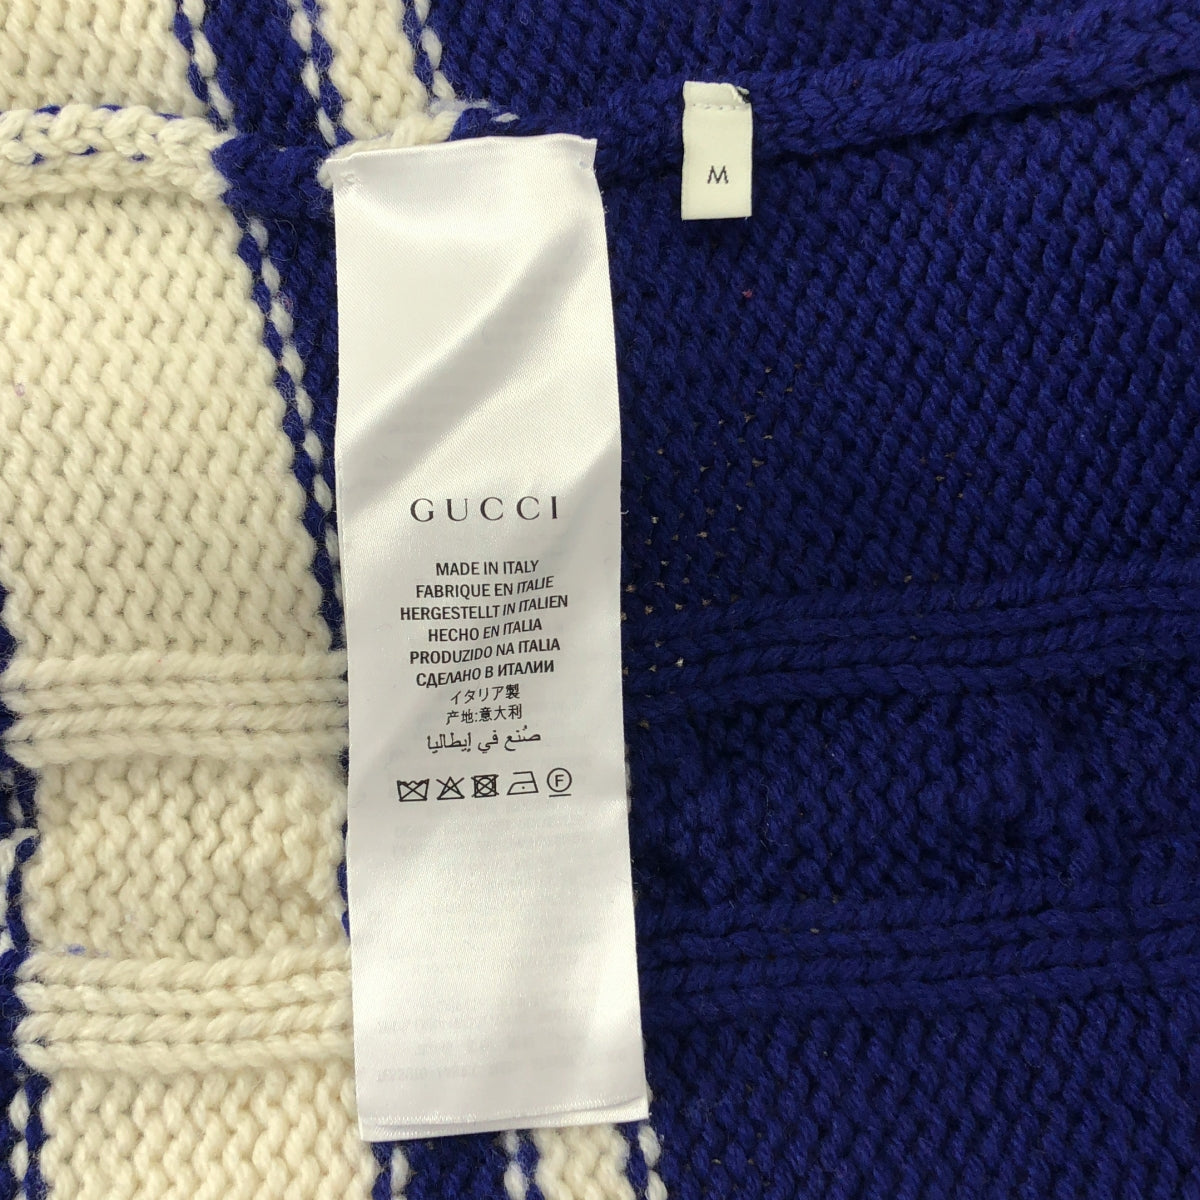 M
GUCCI
MADE IN ITALY
FABRIQUE EN ITALIE
HERGESTELLT IN ITALIEN
HECHO EN ITALIA
PRODUZIDO NA ITALIA
СДЕЛАНО В ИТАЛИИ
イタリア製
产地:意大利
صُنع في إيطاليا
F